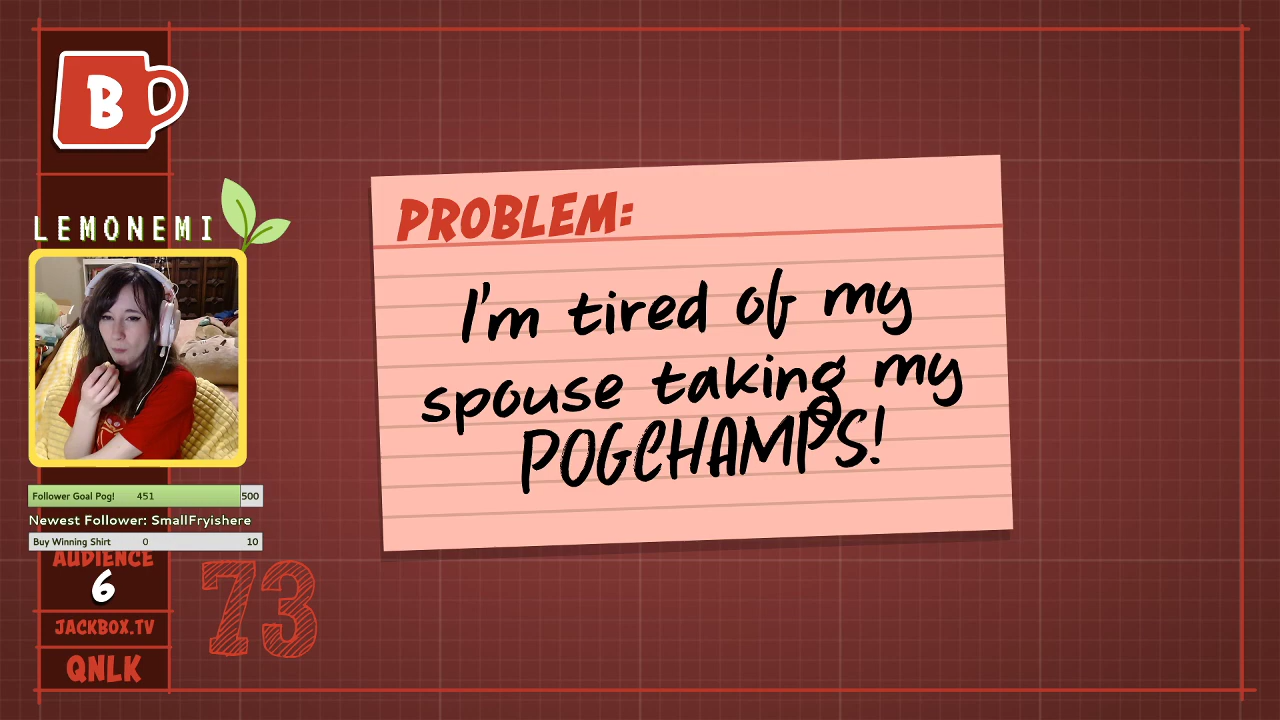 B
LEMONEMI
PROBLEM:
I'm tired of my
spouse taking my
POGCHAMPS!
Follower Goal Pog! 451 500
Newest Follower: SmallFryishere
Buy Winning Shirt 0 10
AUDIENCE
6
73
JACKBOX.TV
QNLK